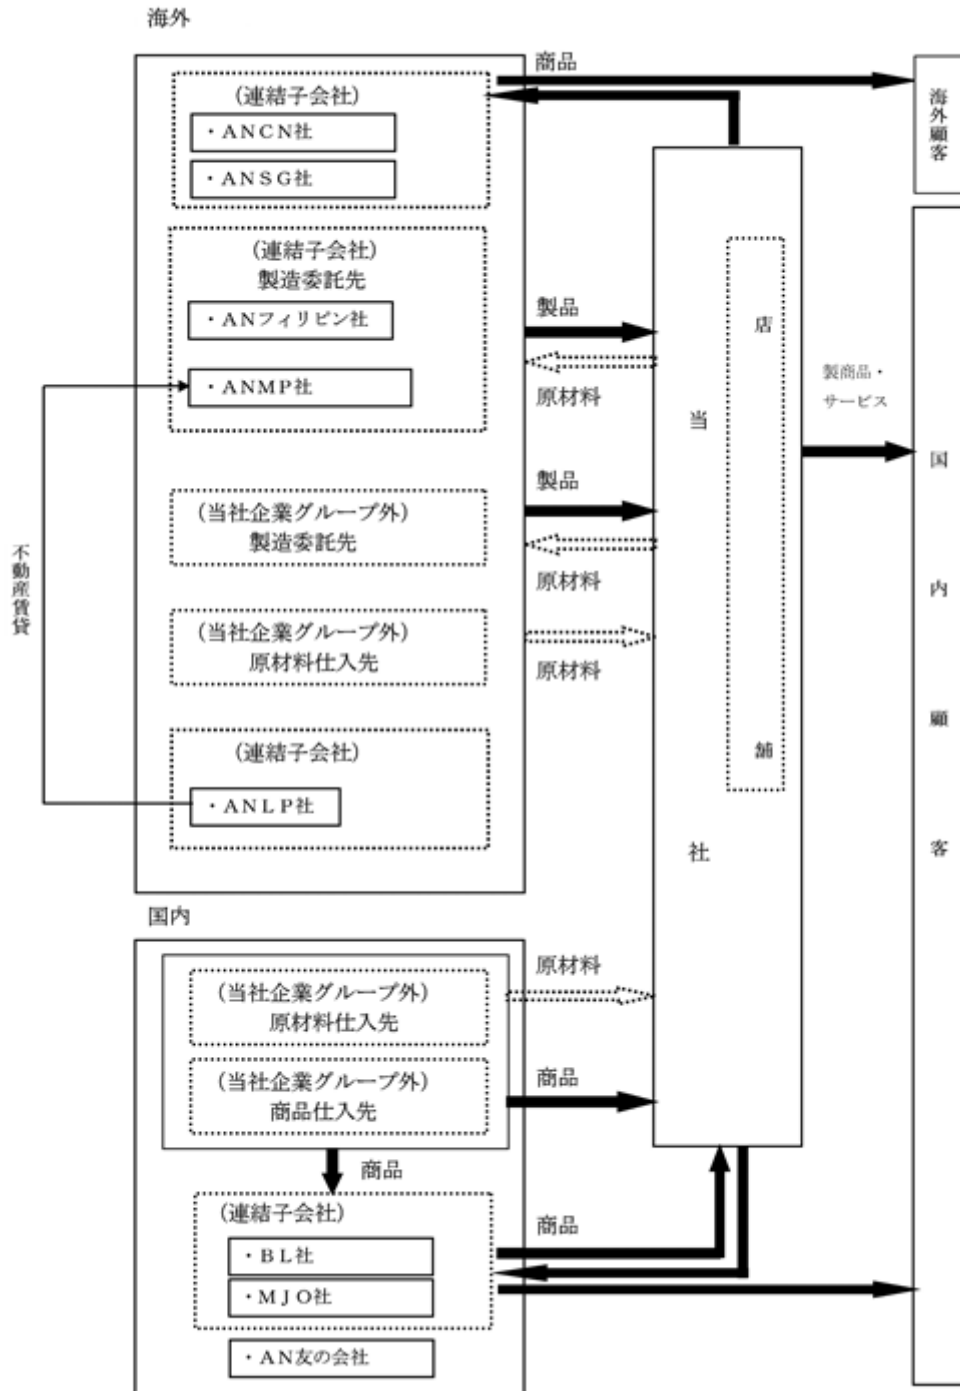 海外
商品
海外顧客
(連結子会社)
・ANCN社
・ANSG社
(連結子会社)
製造委託先
・ANフィリピン社
・ANMP社
製品
原材料
店舗
当社
製商品・
サービス
国内顧客
(当社企業グループ外)
製造委託先
製品
原材料
不動産賃貸
(当社企業グループ外)
原材料仕入先
原材料
(連結子会社)
・ANLP社
国内
(当社企業グループ外)
原材料仕入先
原材料
(当社企業グループ外)
商品仕入先
商品
商品
(連結子会社)
・BL社
・MJO社
商品
・AN友の会社